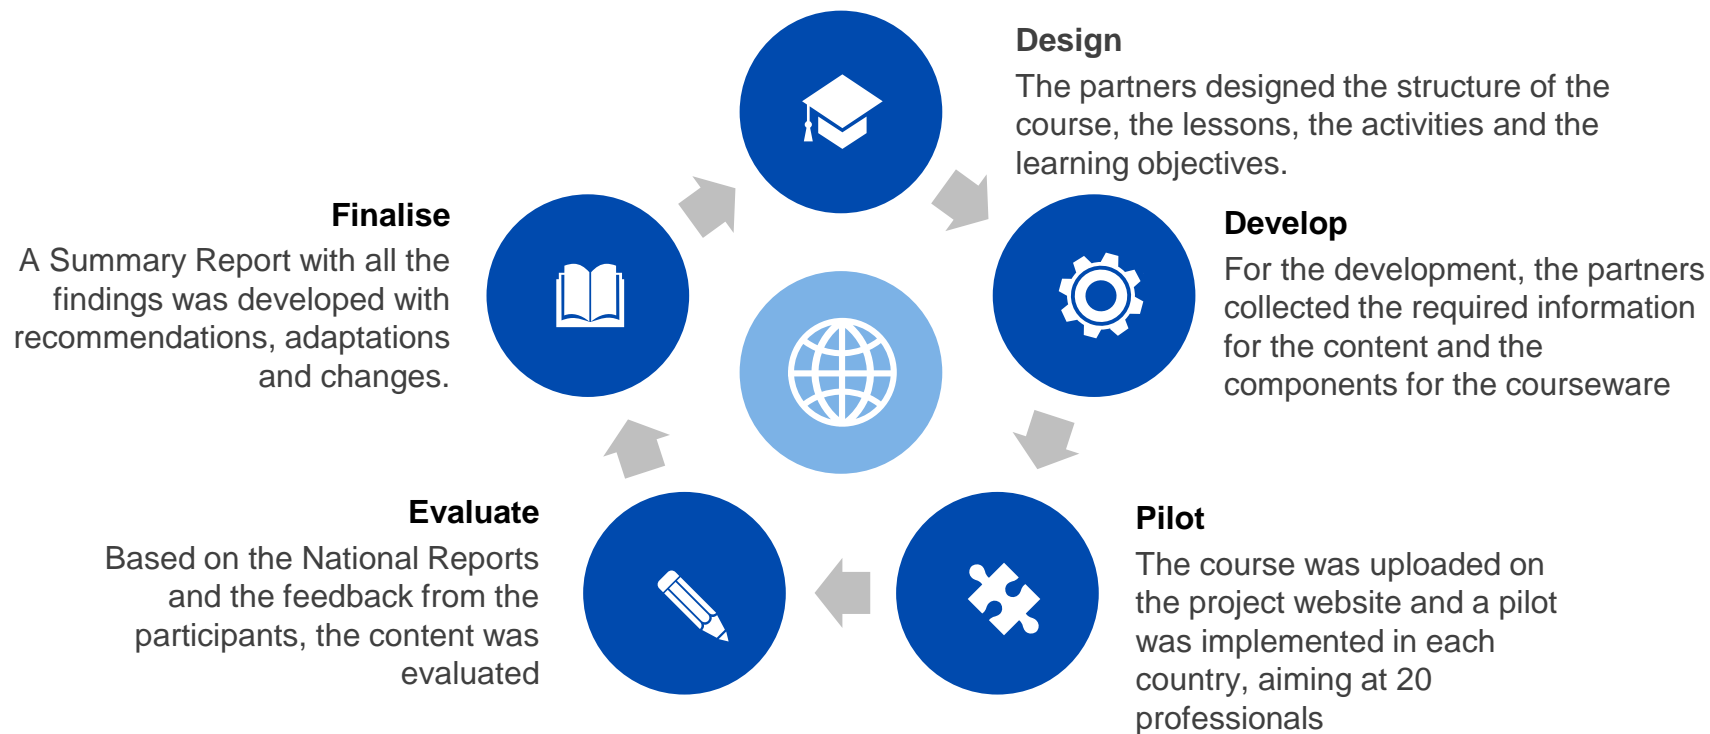 Design
The partners designed the structure of the
course, the lessons, the activities and the
learning objectives.
Develop
For the development, the partners
collected the required information
for the content and the
components for the courseware
Pilot
The course was uploaded on
the project website and a pilot
was implemented in each
country, aiming at 20
professionals
Evaluate
Based on the National Reports
and the feedback from the
participants, the content was
evaluated
Finalise
A Summary Report with all the
findings was developed with
recommendations, adaptations
and changes.